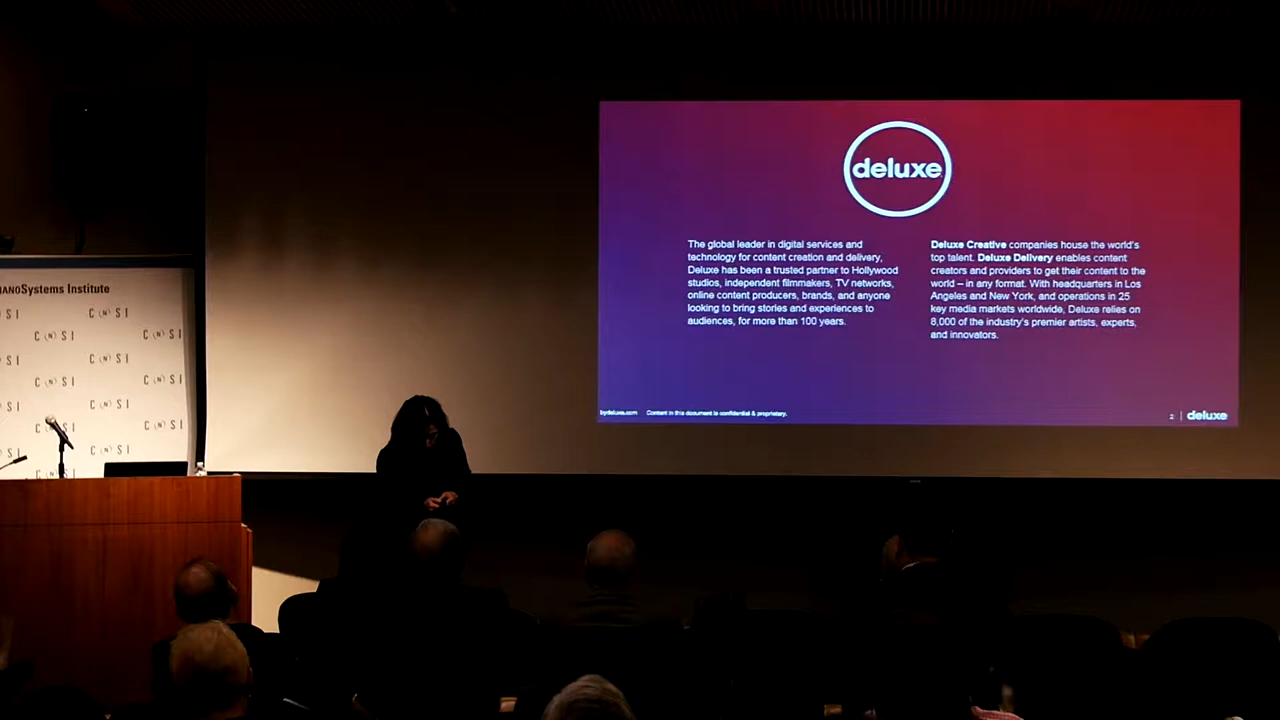 deluxe
The global leader in digital services and
technology for content creation and delivery,
Deluxe has been a trusted partner to Hollywood
studios, independent filmmakers, TV networks,
online content producers, brands, and anyone
looking to bring stories and experiences to
audiences, for more than 100 years.
Deluxe Creative companies house the world's
top talent. Deluxe Delivery enables content
creators and providers to get their content to the
world – in any format. With headquarters in Los
Angeles and New York, and operations in 25
key media markets worldwide, Deluxe relies on
8,000 of the industry's premier artists, experts,
and innovators.
bydeluxe.com Content in this document is confidential & proprietary.
2 | deluxe
NANOSystems Institute
S I C N S I
C N S I C N S I
S I C N S I
C N S I C N S I
S I C N S I
C N S I C N S I
S I C N S I
C N S I